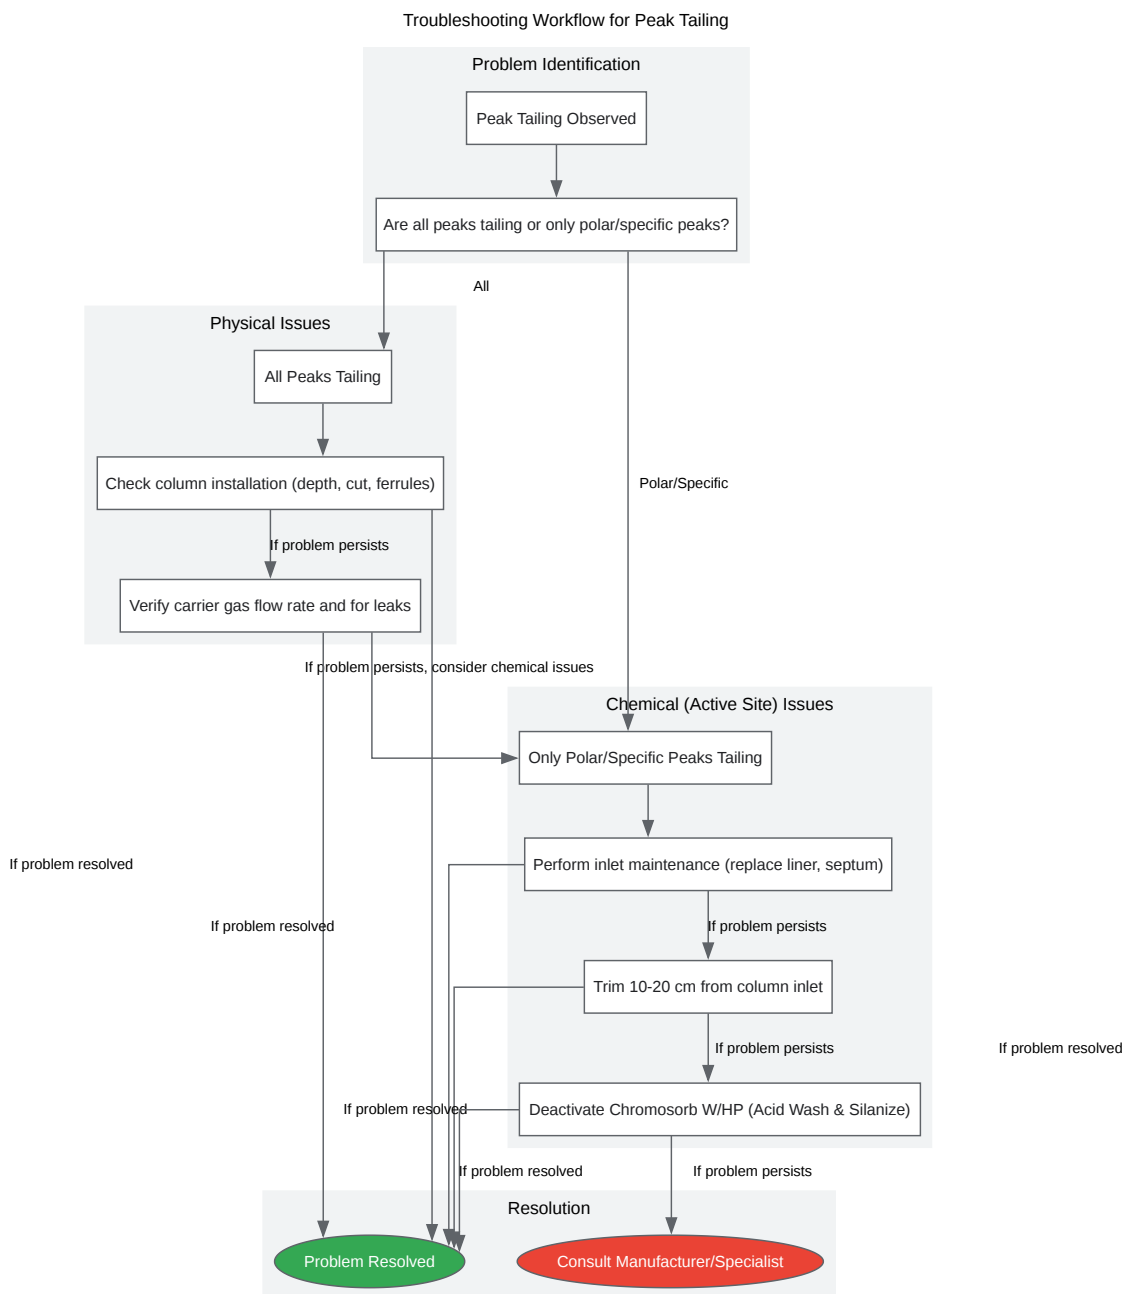 Troubleshooting Workflow for Peak Tailing
Problem Identification
Peak Tailing Observed
Are all peaks tailing or only polar/specific peaks?
All
Physical Issues
All Peaks Tailing
Check column installation (depth, cut, ferrules)
Polar/Specific
If problem persists
Verify carrier gas flow rate and for leaks
If problem persists, consider chemical issues
Chemical (Active Site) Issues
Only Polar/Specific Peaks Tailing
If problem resolved
Perform inlet maintenance (replace liner, septum)
If problem resolved
If problem persists
Trim 10-20 cm from column inlet
If problem persists
If problem resolved
If problem resolved
Deactivate Chromosorb W/HP (Acid Wash & Silanize)
If problem resolved
If problem persists
Resolution
Problem Resolved
Consult Manufacturer/Specialist